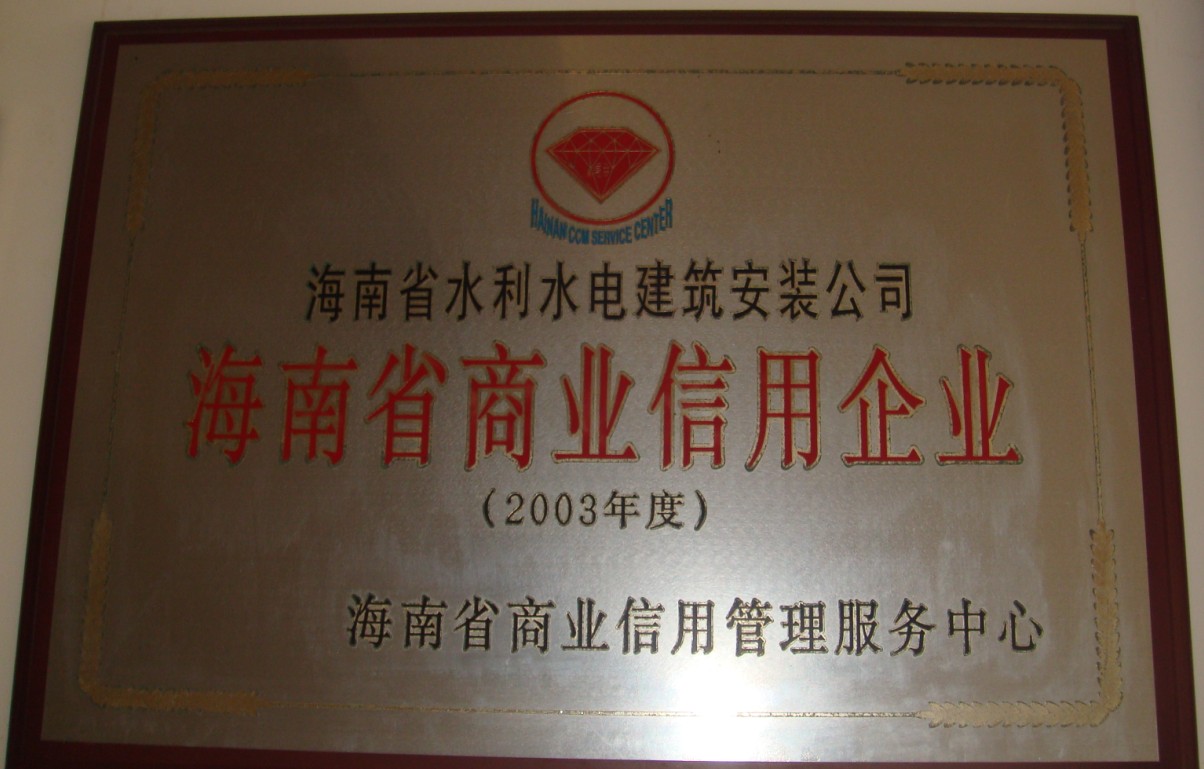 HAINAN CCM SERVICE CENTER
海南省水利水电建筑安装公司
海南省商业信用企业
(2003年度)
海南省商业信用管理服务中心